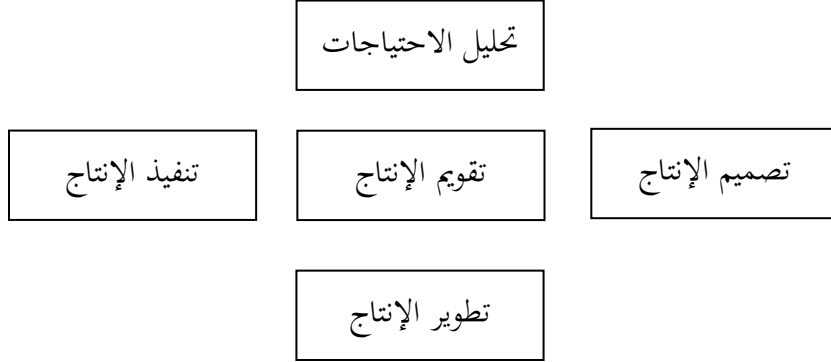 تحليل الاحتياجات
تصميم الإنتاج
تقويم الإنتاج
تنفيذ الإنتاج
تطوير الإنتاج